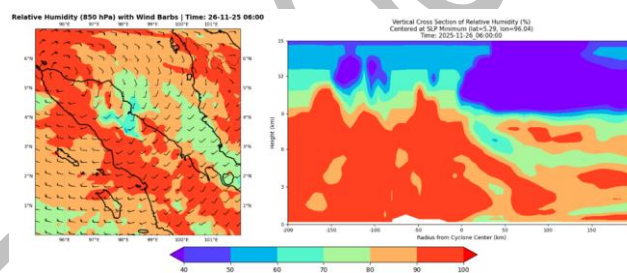 Relative Humidity (850 hPa) with Wind Barbs | Time: 26-11-25 06:00
6°N
5°N
4°N
3°N
2°N
1°N
95°E 96°E 97°E 98°E 99°E 100°E 101°E
Vertical Cross Section of Relative Humidity (%)
Centered at SLP Minimum (lat=5.29, lon=96.04)
Time: 2025-11-26_06:00:00
Height (km)
15
12
9
6
3
0
-200 -150 -100 -50 0 50 100 150
Radius from Cyclone Center (km)
40 50 60 70 80 90 100